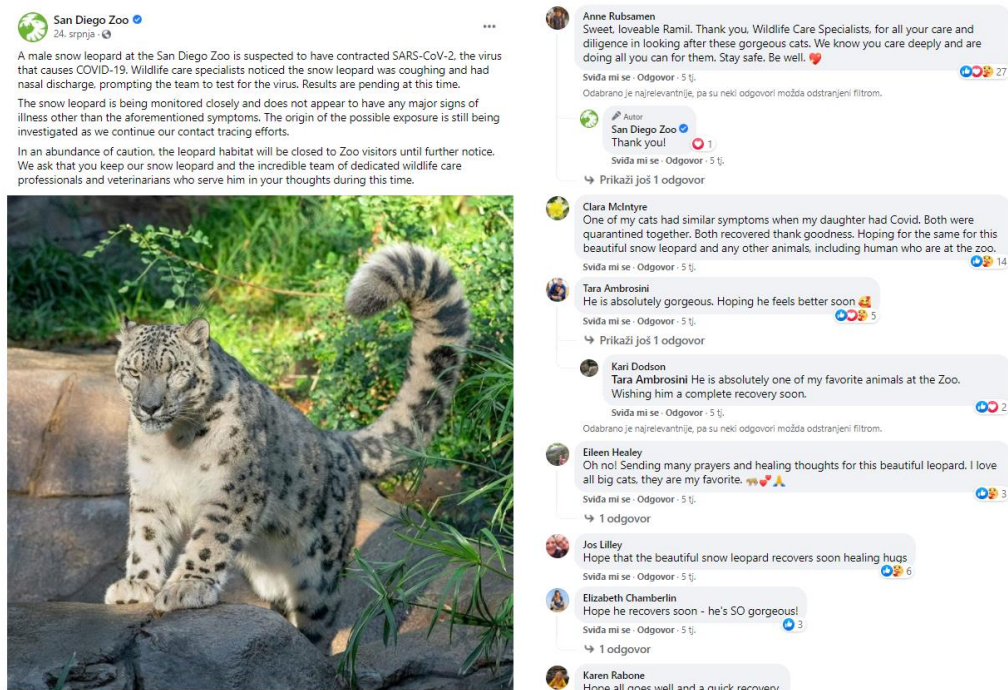 San Diego Zoo
24. srpnja ·
A male snow leopard at the San Diego Zoo is suspected to have contracted SARS-CoV-2, the virus
that causes COVID-19. Wildlife care specialists noticed the snow leopard was coughing and had
nasal discharge, prompting the team to test for the virus. Results are pending at this time.
The snow leopard is being monitored closely and does not appear to have any major signs of
illness other than the aforementioned symptoms. The origin of the possible exposure is still being
investigated as we continue our contact tracing efforts.
In an abundance of caution, the leopard habitat will be closed to Zoo visitors until further notice.
We ask that you keep our snow leopard and the incredible team of dedicated wildlife care
professionals and veterinarians who serve him in your thoughts during this time.
Anne Rubsamen
Sweet, loveable Ramil. Thank you, Wildlife Care Specialists, for all your care and
diligence in looking after these gorgeous cats. We know you care deeply and are
doing all you can for them. Stay safe. Be well. ❤️
27
Sviđa mi se · Odgovor · 5 tj.
Odabrano je najrelevantnije, pa su neki odgovori možda odstranjeni filtrom.
Autor
San Diego Zoo
Thank you!
1
Sviđa mi se · Odgovor · 5 tj.
Prikaži još 1 odgovor
Clara McIntyre
One of my cats had similar symptoms when my daughter had Covid. Both were
quarantined together. Both recovered thank goodness. Hoping for the same for this
beautiful snow leopard and any other animals, including human who are at the zoo.
14
Sviđa mi se · Odgovor · 5 tj.
Tara Ambrosini
He is absolutely gorgeous. Hoping he feels better soon 🥰
5
Sviđa mi se · Odgovor · 5 tj.
Prikaži još 1 odgovor
Kari Dodson
Tara Ambrosini He is absolutely one of my favorite animals at the Zoo.
Wishing him a complete recovery soon.
2
Sviđa mi se · Odgovor · 5 tj.
Odabrano je najrelevantnije, pa su neki odgovori možda odstranjeni filtrom.
Eileen Healey
Oh no! Sending many prayers and healing thoughts for this beautiful leopard. I love
all big cats, they are my favorite. 🐅💕🙏
3
Sviđa mi se · Odgovor · 5 tj.
1 odgovor
Jos Lilley
Hope that the beautiful snow leopard recovers soon healing hugs
6
Sviđa mi se · Odgovor · 5 tj.
Elizabeth Chamberlin
Hope he recovers soon - he's SO gorgeous!
3
Sviđa mi se · Odgovor · 5 tj.
1 odgovor
Karen Rabone
Hope all goes well and a quick recovery